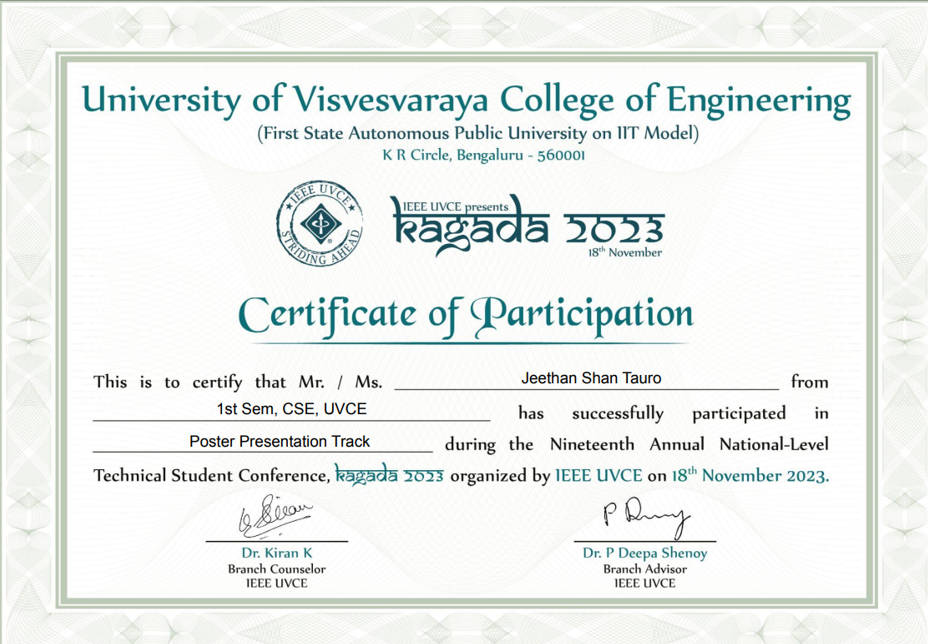 University of Visvesvaraya College of Engineering
(First State Autonomous Public University on IIT Model)
K R Circle, Bengaluru - 560001
IEEE UVCE
STRIDING AHEAD
IEEE UVCE presents
kagada 2023
18th November
Certificate of Participation
This is to certify that Mr. / Ms. Jeethan Shan Tauro from
1st Sem, CSE, UVCE has successfully participated in
Poster Presentation Track during the Nineteenth Annual National-Level
Technical Student Conference, kagada 2023 organized by IEEE UVCE on 18th November 2023.
Dr. Kiran K
Branch Counselor
IEEE UVCE
Dr. P Deepa Shenoy
Branch Advisor
IEEE UVCE